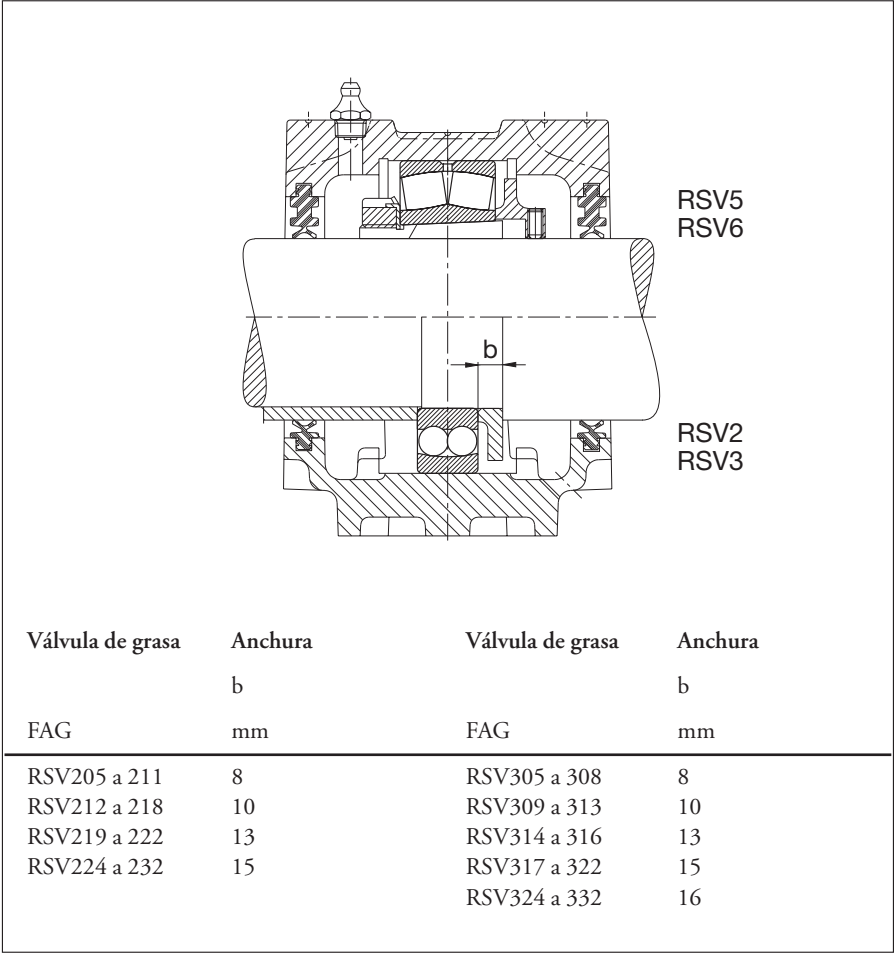 RSV5
RSV6
b
RSV2
RSV3
Válvula de grasa Anchura Válvula de grasa Anchura
b b
FAG mm FAG mm
RSV205 a 211 8 RSV305 a 308 8
RSV212 a 218 10 RSV309 a 313 10
RSV219 a 222 13 RSV314 a 316 13
RSV224 a 232 15 RSV317 a 322 15
RSV324 a 332 16